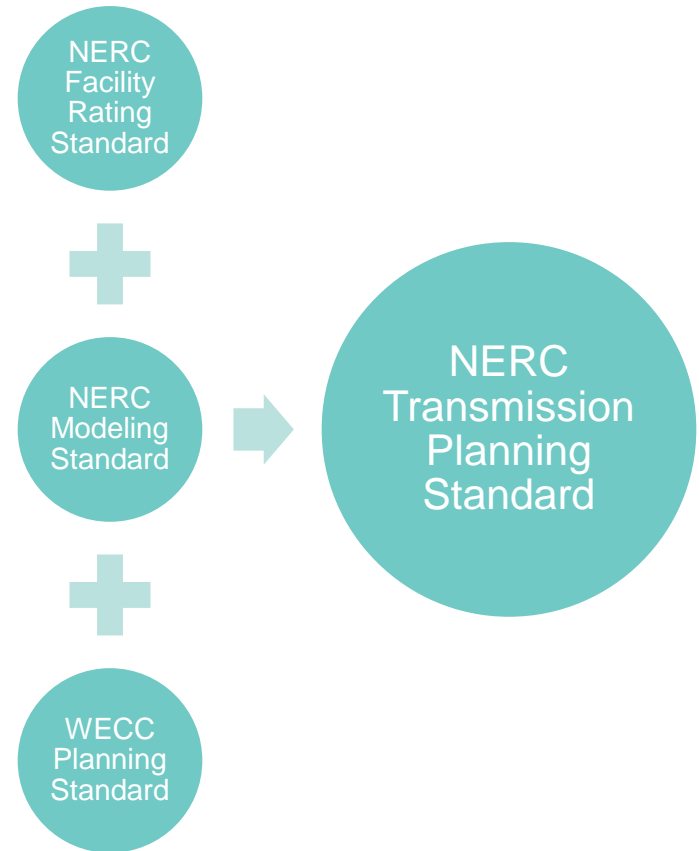 NERC
Facility
Rating
Standard
NERC
Modeling
Standard
WECC
Planning
Standard
NERC
Transmission
Planning
Standard